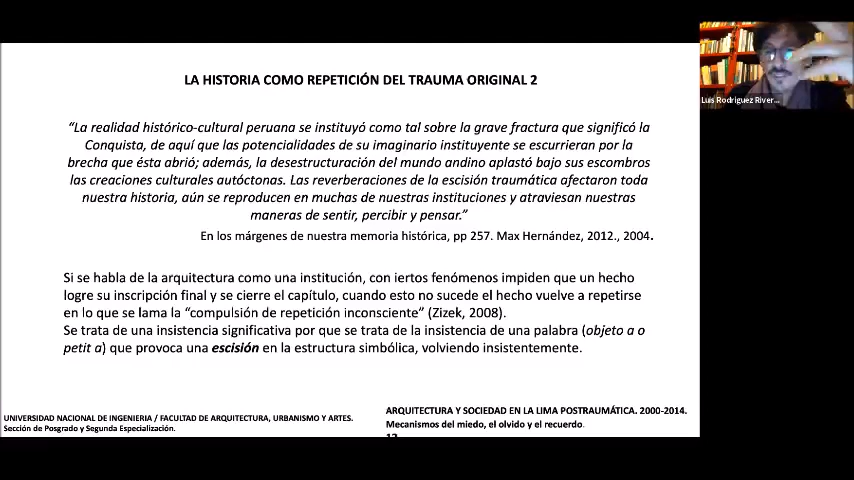 LA HISTORIA COMO REPETICIÓN DEL TRAUMA ORIGINAL 2
Luis Rodriguez River...
“La realidad histórico-cultural peruana se instituyó como tal sobre la grave fractura que significó la
Conquista, de aquí que las potencialidades de su imaginario instituyente se escurrieran por la
brecha que ésta abrió; además, la desestructuración del mundo andino aplastó bajo sus escombros
las creaciones culturales autóctonas. Las reverberaciones de la escisión traumática afectaron toda
nuestra historia, aún se reproducen en muchas de nuestras instituciones y atraviesan nuestras
maneras de sentir, percibir y pensar.”
En los márgenes de nuestra memoria histórica, pp 257. Max Hernández, 2012., 2004.
Si se habla de la arquitectura como una institución, con iertos fenómenos impiden que un hecho
logre su inscripción final y se cierre el capítulo, cuando esto no sucede el hecho vuelve a repetirse
en lo que se lama la “compulsión de repetición inconsciente” (Zizek, 2008).
Se trata de una insistencia significativa por que se trata de la insistencia de una palabra (objeto a o
petit a) que provoca una escisión en la estructura simbólica, volviendo insistentemente.
UNIVERSIDAD NACIONAL DE INGENIERIA / FACULTAD DE ARQUITECTURA, URBANISMO Y ARTES.
Sección de Posgrado y Segunda Especialización.
ARQUITECTURA Y SOCIEDAD EN LA LIMA POSTRAUMÁTICA. 2000-2014.
Mecanismos del miedo, el olvido y el recuerdo.